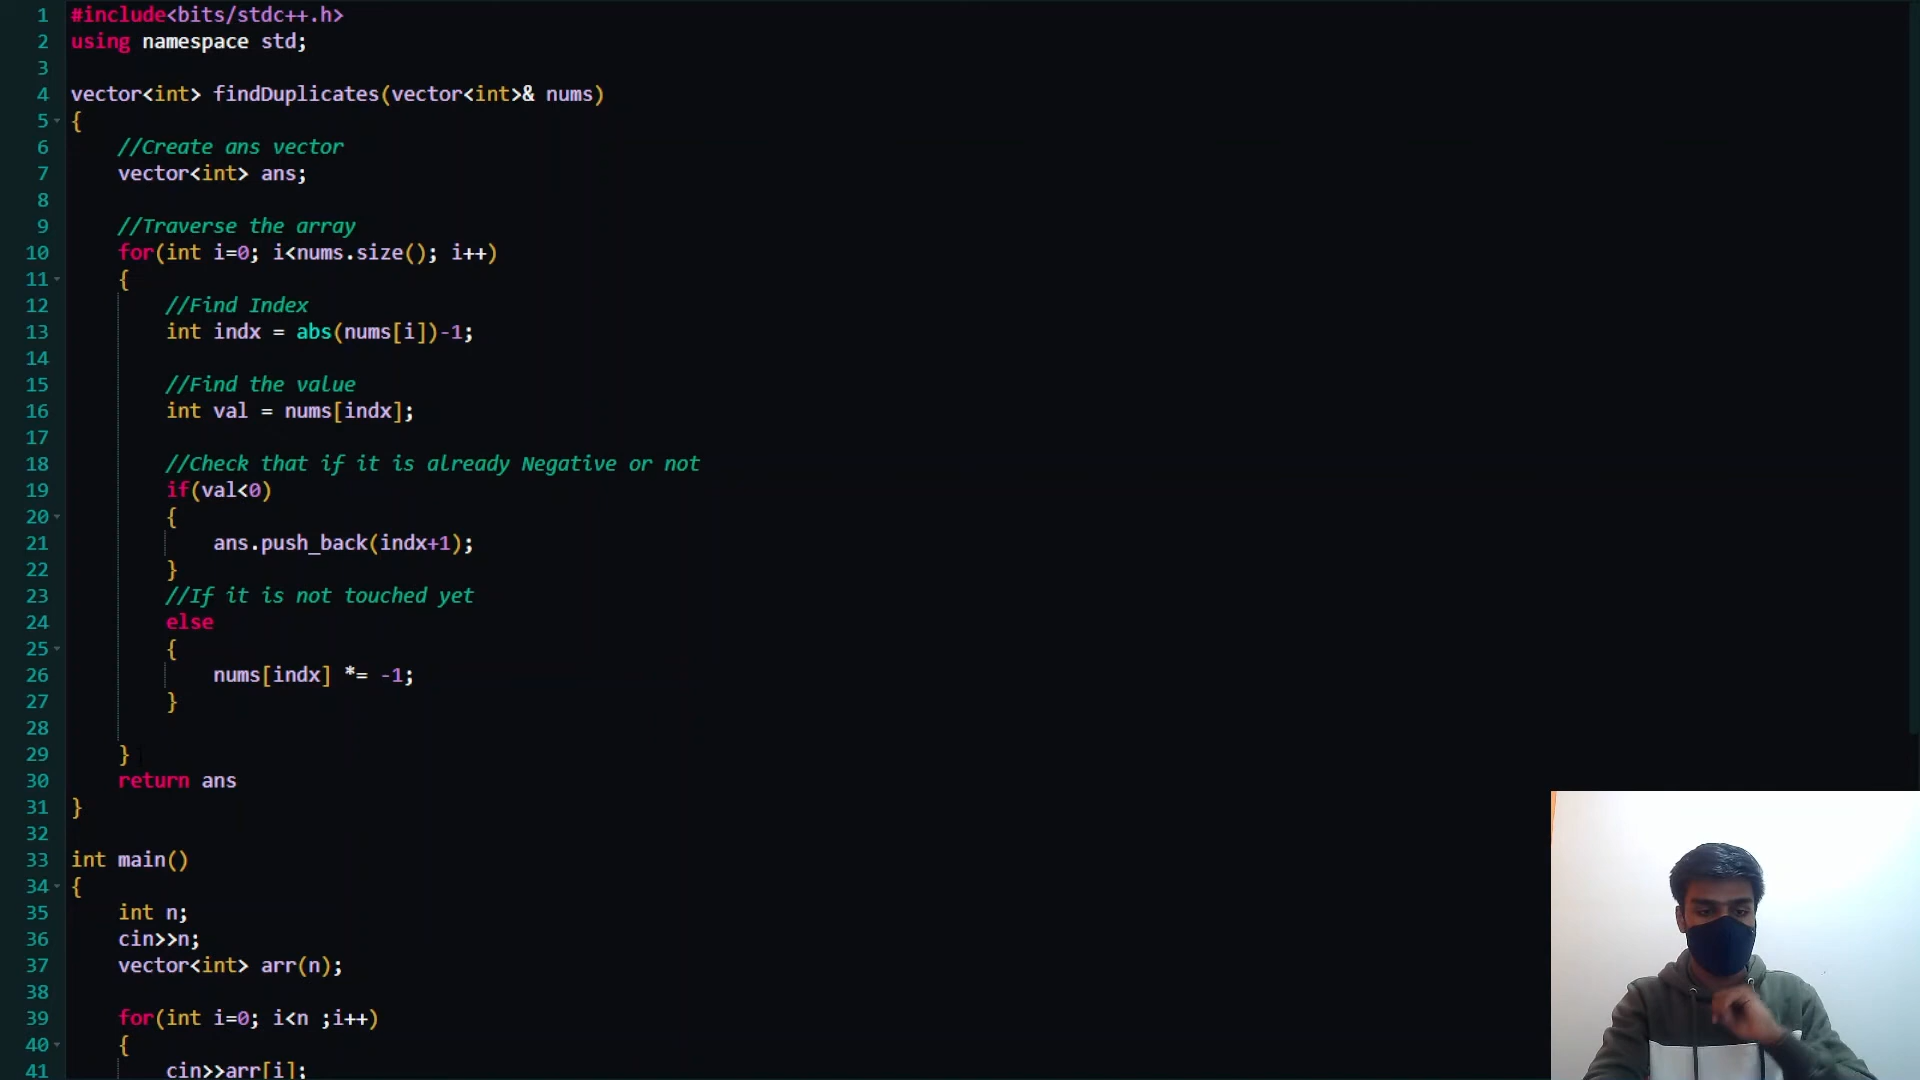 1 #include<bits/stdc++.h>
2 using namespace std;
3
4 vector<int> findDuplicates(vector<int>& nums)
5 {
6 //Create ans vector
7 vector<int> ans;
8
9 //Traverse the array
10 for(int i=0; i<nums.size(); i++)
11 {
12 //Find Index
13 int indx = abs(nums[i])-1;
14
15 //Find the value
16 int val = nums[indx];
17
18 //Check that if it is already Negative or not
19 if(val<0)
20 {
21 ans.push_back(indx+1);
22 }
23 //If it is not touched yet
24 else
25 {
26 nums[indx] *= -1;
27 }
28
29 }
30 return ans
31 }
32
33 int main()
34 {
35 int n;
36 cin>>n;
37 vector<int> arr(n);
38
39 for(int i=0; i<n ;i++)
40 {
41 cin>>arr[i];